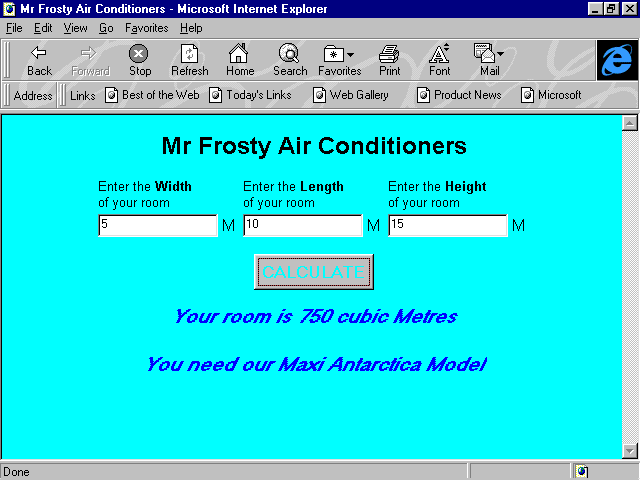 Mr Frosty Air Conditioners - Microsoft Internet Explorer
File Edit View Go Favorites Help
Back Forward Stop Refresh Home Search Favorites Print Font Mail
Address Links Best of the Web Today's Links Web Gallery Product News Microsoft
Mr Frosty Air Conditioners
Enter the Width
of your room
5 M
Enter the Length
of your room
10 M
Enter the Height
of your room
15 M
CALCULATE
Your room is 750 cubic Metres
You need our Maxi Antarctica Model
Done